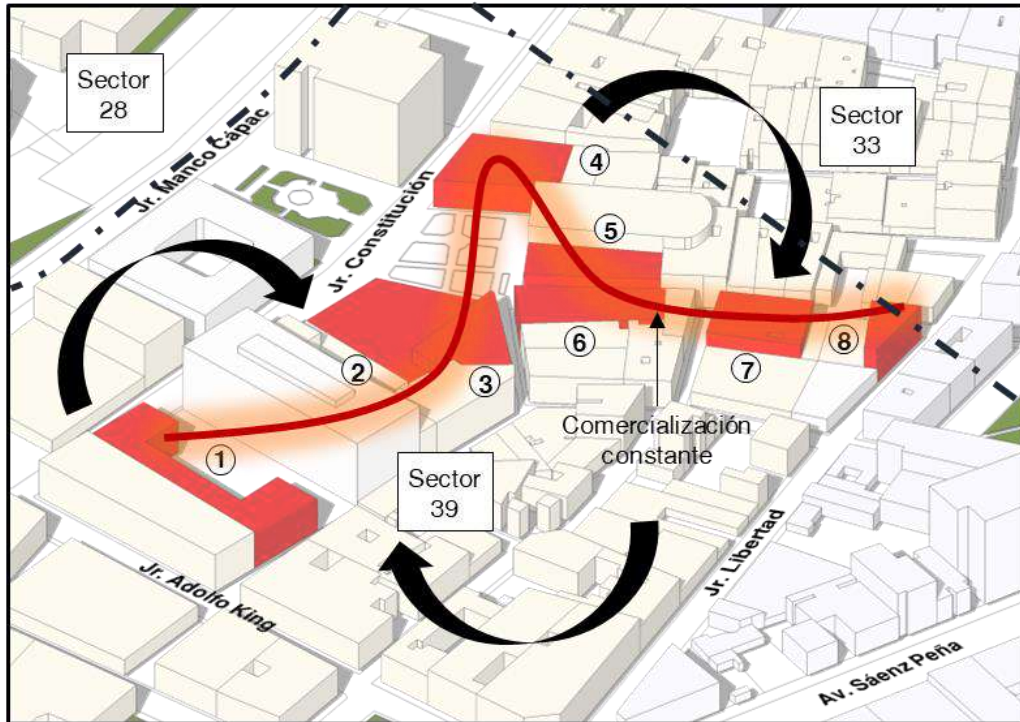 Sector
28
Jr. Manco Cápac
Jr. Constitución
Sector
33
4
5
2
3
6
7
8
1
Comercialización
constante
Sector
39
Jr. Adolfo King
Jr. Libertad
Av. Sáenz Peña